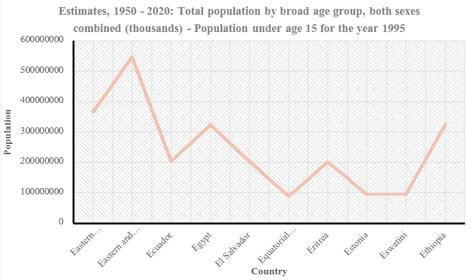 Estimates, 1950 - 2020: Total population by broad age group, both sexes
combined (thousands) - Population under age 15 for the year 1995
600000000
500000000
400000000
300000000
200000000
100000000
0
Population
Eastern...
Eastern and...
Ecuador
Egypt
El Salvador
Equatorial...
Eritrea
Estonia
Eswatini
Ethiopia
Country